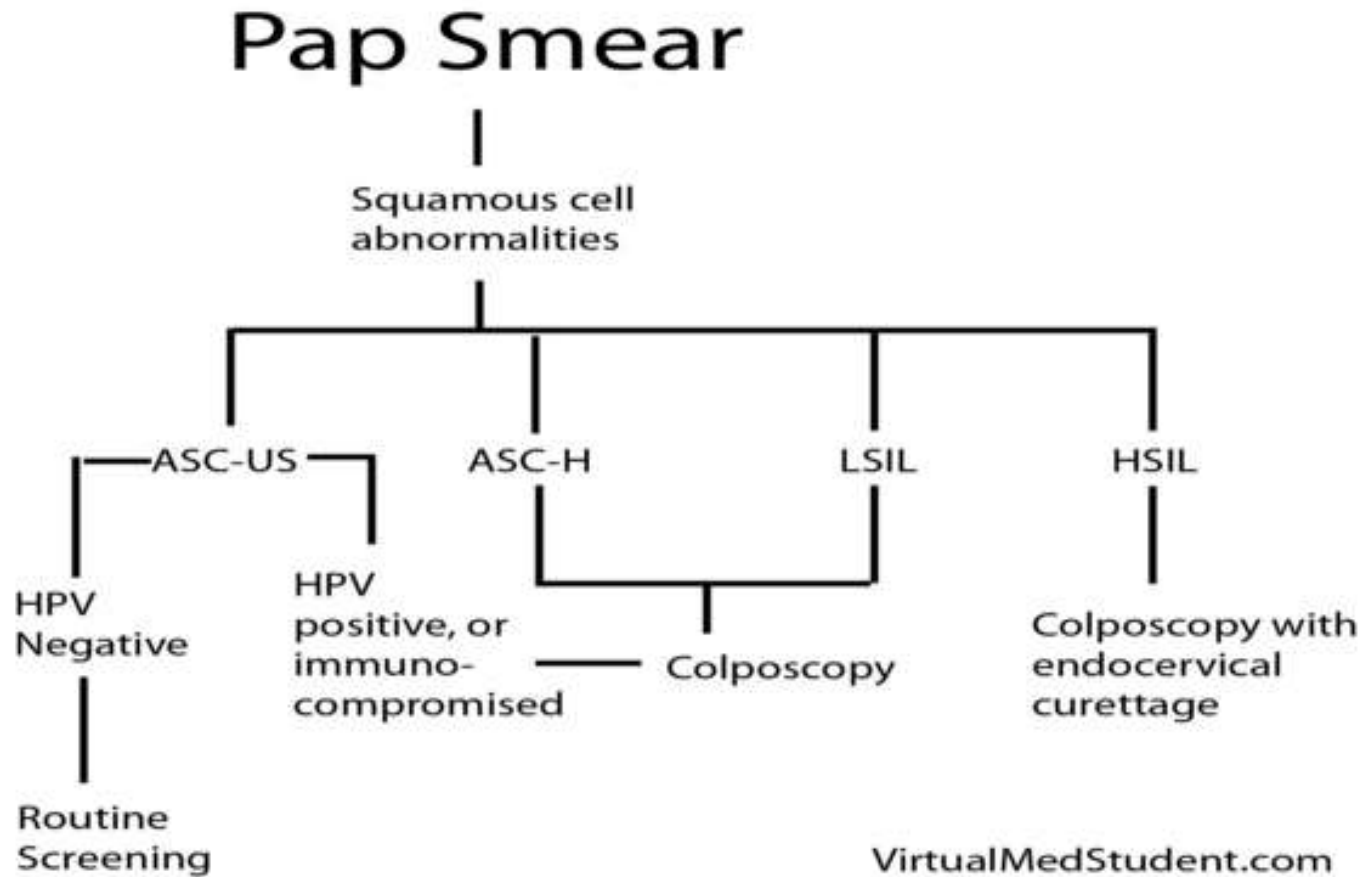 Pap Smear
Squamous cell
abnormalities
ASC-US
ASC-H
LSIL
HSIL
HPV
Negative
HPV
positive, or
immuno-
compromised
Colposcopy
Colposcopy with
endocervical
curettage
Routine
Screening
VirtualMedStudent.com